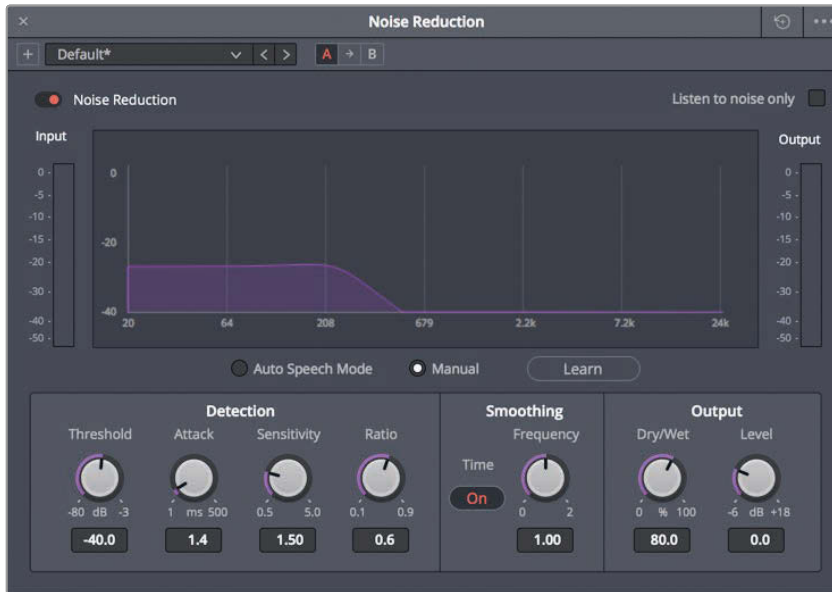 Noise Reduction
Default*
A
B
Noise Reduction
Listen to noise only
Input
Output
0
-5
-10
-15
-20
-30
-40
-50
0
-20
-40
20 64 208 679 2.2k 7.2k 24k
0
-5
-10
-15
-20
-30
-40
-50
Auto Speech Mode
Manual
Learn
Detection
Threshold Attack Sensitivity Ratio
-80 dB -3 1 ms 500 0.5 5.0 0.1 0.9
-40.0 1.4 1.50 0.6
Smoothing
Frequency
Time
On
0 2
1.00
Output
Dry/Wet Level
0 % 100 -6 dB +18
80.0 0.0